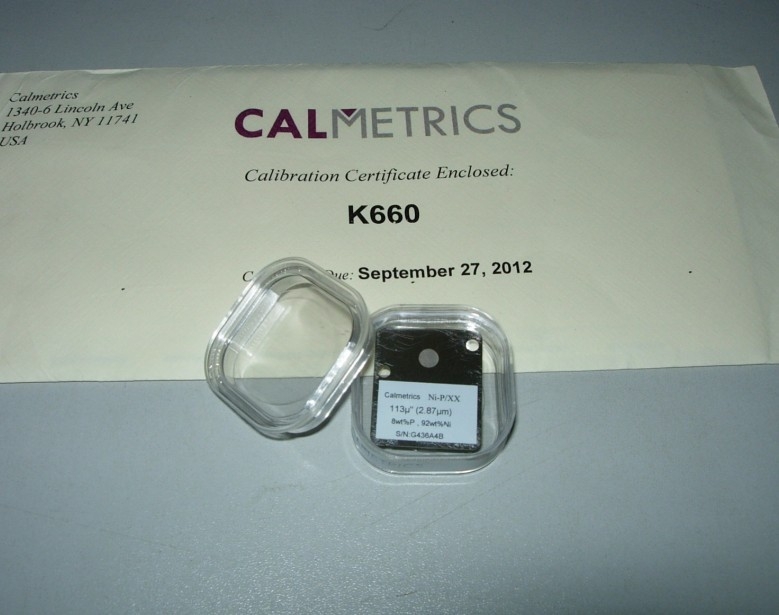 Calmetrics
1340-6 Lincoln Ave
Holbrook, NY 11741
USA
CALMETRICS
Calibration Certificate Enclosed:
K660
Due: September 27, 2012
Calmetrics Ni-P/XX
113µ" (2.87µm)
8wt%P , 92wt%Ni
S/N:G436A4B